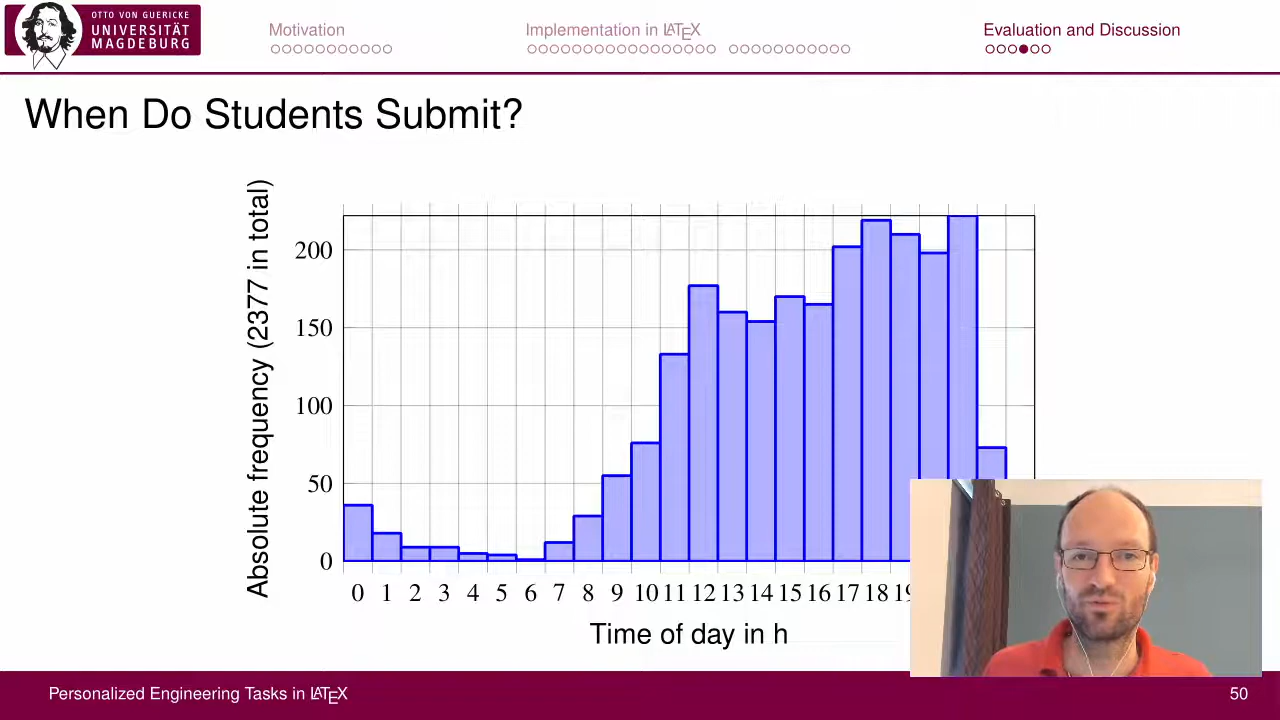 OTTO VON GUERICKE
UNIVERSITÄT
MAGDEBURG
Motivation
Implementation in LATEX
Evaluation and Discussion
When Do Students Submit?
Absolute frequency (2377 in total)
200
150
100
50
0
0 1 2 3 4 5 6 7 8 9 10 11 12 13 14 15 16 17 18
Time of day in h
Personalized Engineering Tasks in LATEX
50